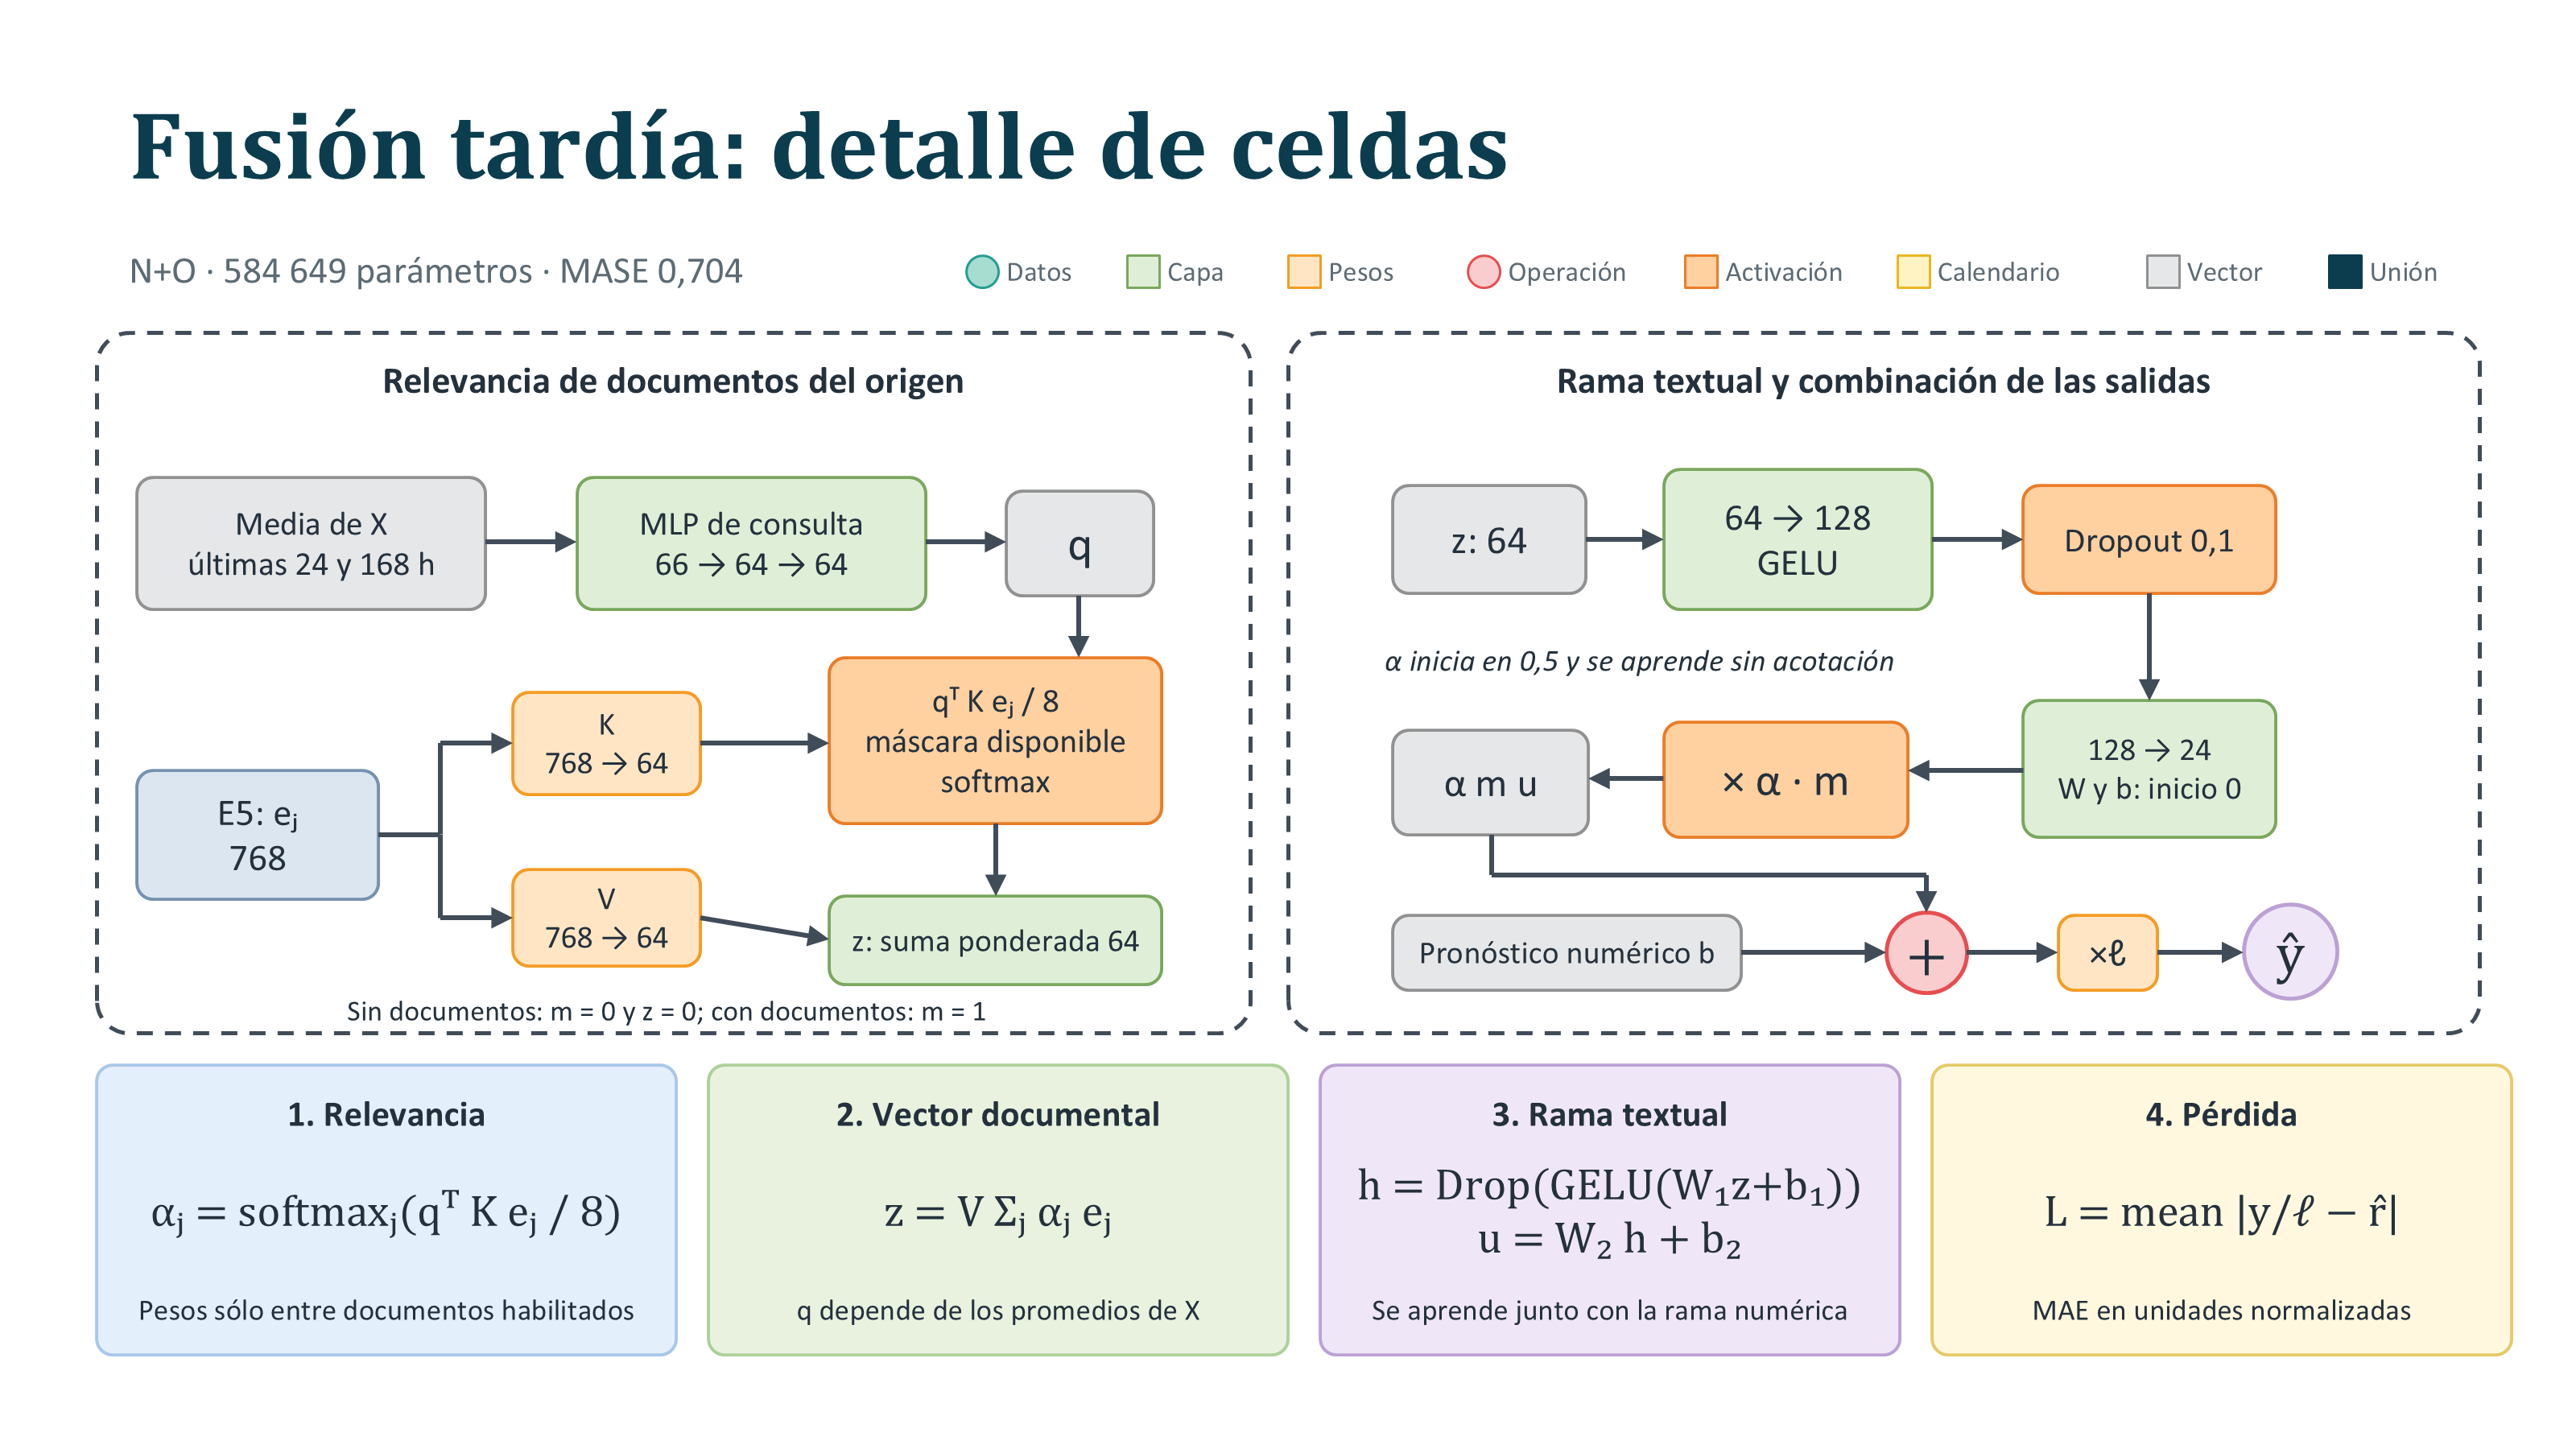 Fusión tardía: detalle de celdas
N+O · 584 649 parámetros · MASE 0,704
Datos
Capa
Pesos
Operación
Activación
Calendario
Vector
Unión
Relevancia de documentos del origen
Media de X
últimas 24 y 168 h
MLP de consulta
66 → 64 → 64
q
K
768 → 64
qᵀ K eⱼ / 8
máscara disponible
softmax
E5: eⱼ
768
V
768 → 64
z: suma ponderada 64
Sin documentos: m = 0 y z = 0; con documentos: m = 1
Rama textual y combinación de las salidas
z: 64
64 → 128
GELU
Dropout 0,1
α inicia en 0,5 y se aprende sin acotación
α m u
× α · m
128 → 24
W y b: inicio 0
Pronóstico numérico b
+
×ℓ
ŷ
1. Relevancia
αⱼ = softmaxⱼ(qᵀ K eⱼ / 8)
Pesos sólo entre documentos habilitados
2. Vector documental
z = V Σⱼ αⱼ eⱼ
q depende de los promedios de X
3. Rama textual
h = Drop(GELU(W₁z+b₁))
u = W₂ h + b₂
Se aprende junto con la rama numérica
4. Pérdida
L = mean |y/ℓ − r̂|
MAE en unidades normalizadas